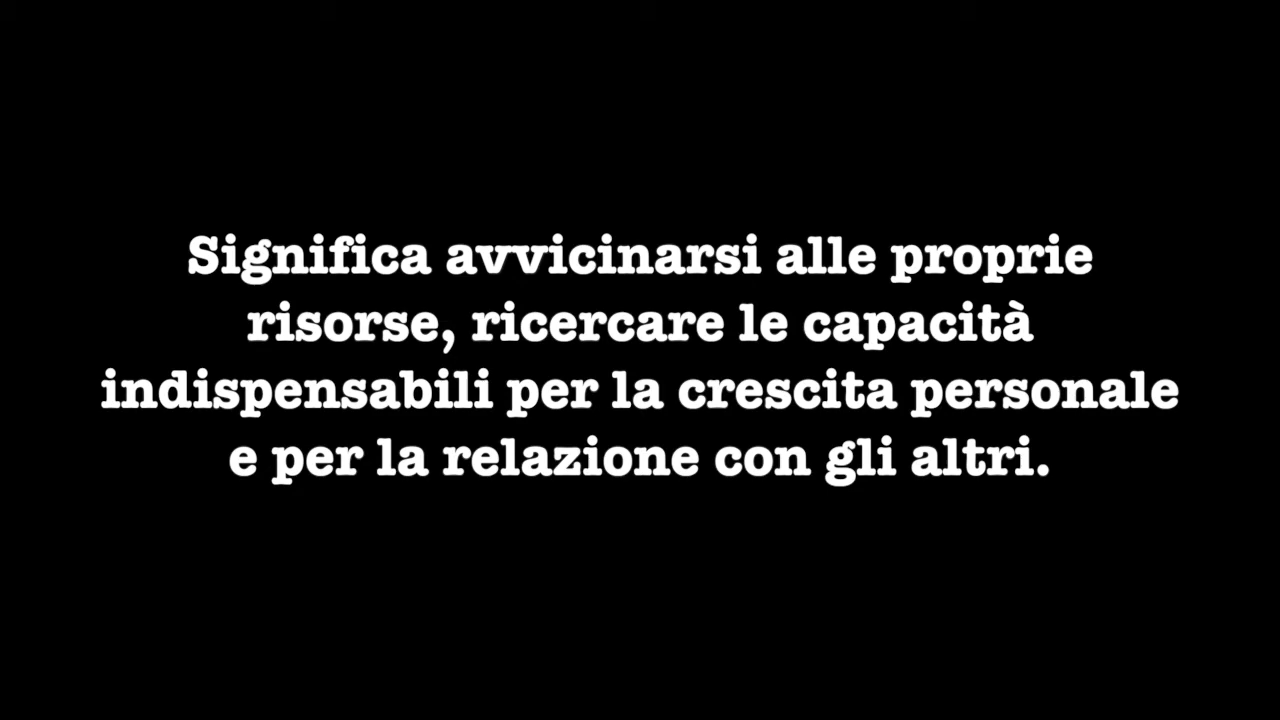 Significa avvicinarsi alle proprie
risorse, ricercare le capacità
indispensabili per la crescita personale
e per la relazione con gli altri.